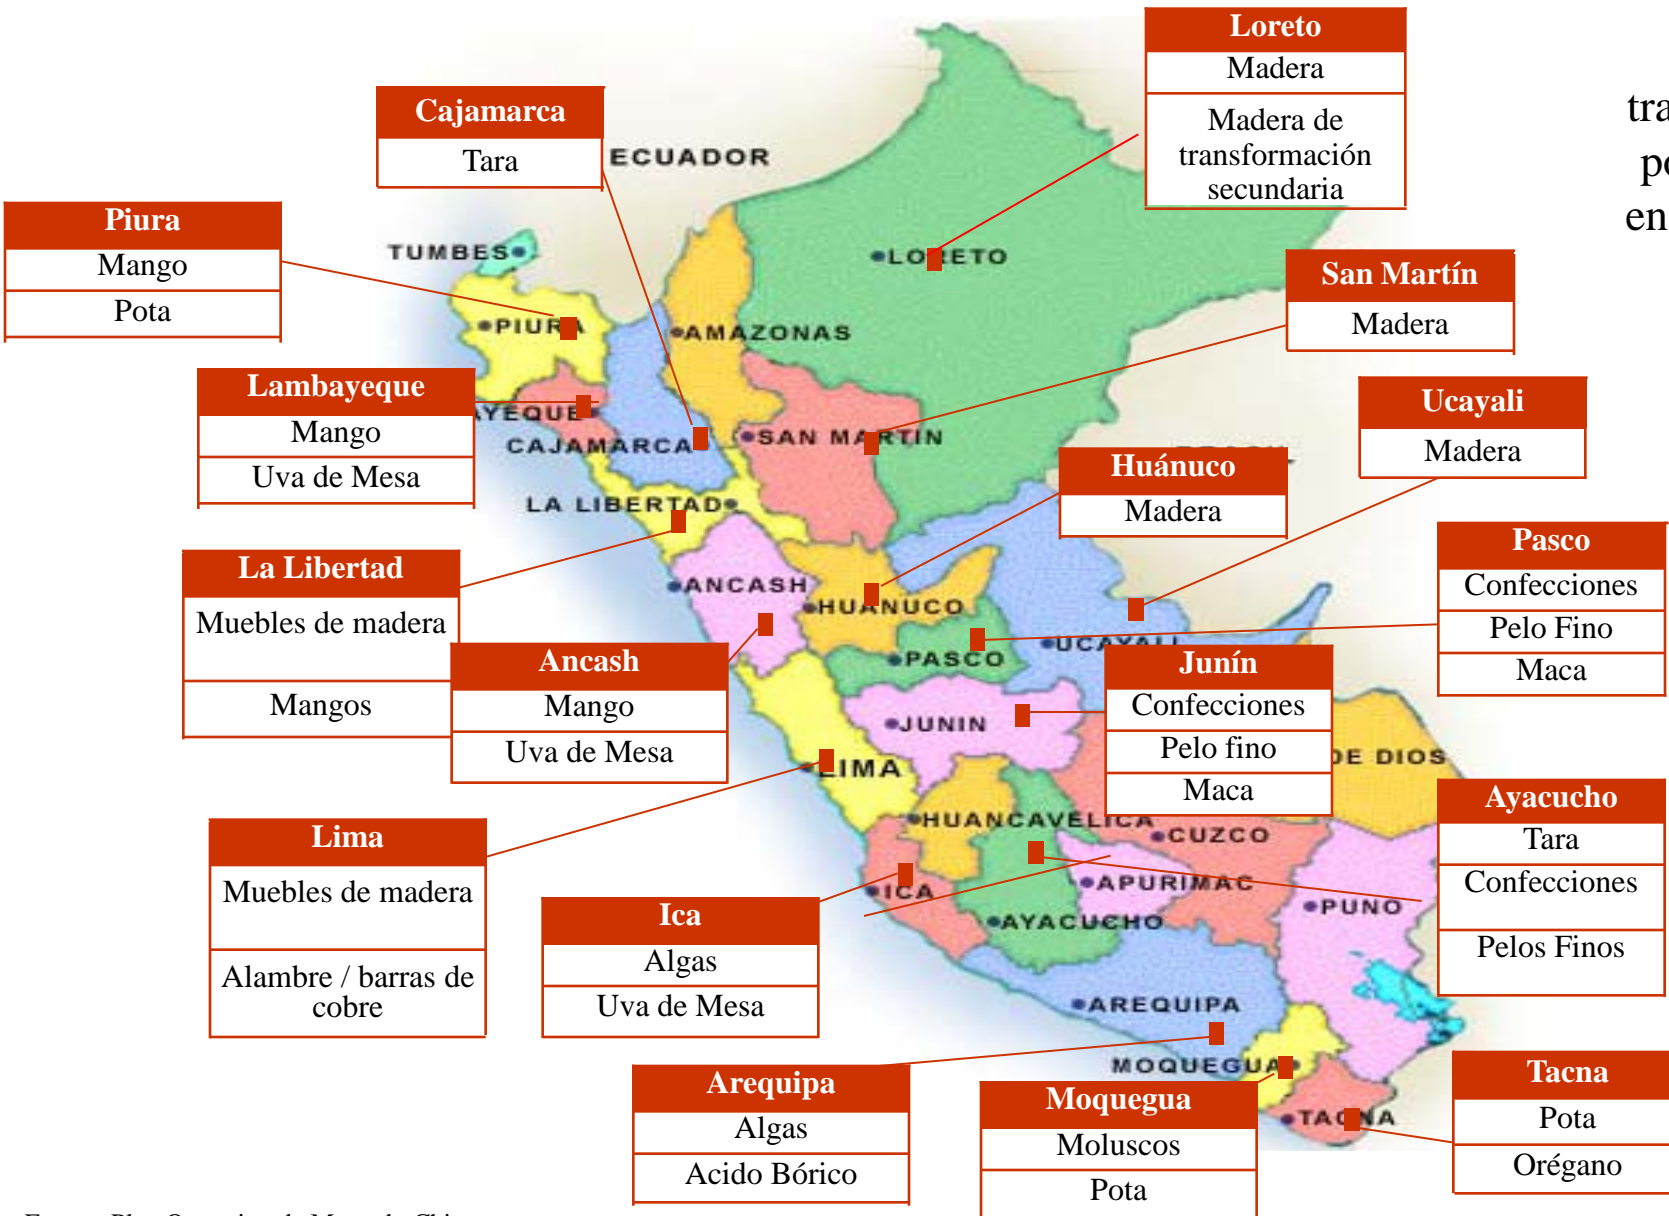 Loreto
Madera
Madera de
transformación
secundaria
Cajamarca
Tara
ECUADOR
Piura
Mango
Pota
TUMBES
LORETO
San Martín
Madera
PIURA
AMAZONAS
Lambayeque
Mango
Uva de Mesa
AYEQUE
CAJAMARCA
SAN MARTIN
Ucayali
Madera
Huánuco
Madera
LA LIBERTAD
Pasco
Confecciones
Pelo Fino
Maca
La Libertad
Muebles de madera
Mangos
ANCASH
HUANUCO
Ancash
Mango
Uva de Mesa
PASCO
UCAYALI
Junín
Confecciones
Pelo fino
Maca
JUNIN
DE DIOS
LIMA
Ayacucho
Tara
Confecciones
Pelos Finos
Lima
Muebles de madera
Alambre / barras de
cobre
HUANCAVELICA
CUZCO
ICA
APURIMAC
PUNO
AYACUCHO
Ica
Algas
Uva de Mesa
AREQUIPA
MOQUEGUA
Arequipa
Algas
Acido Bórico
Moquegua
Moluscos
Pota
TACNA
Tacna
Pota
Orégano